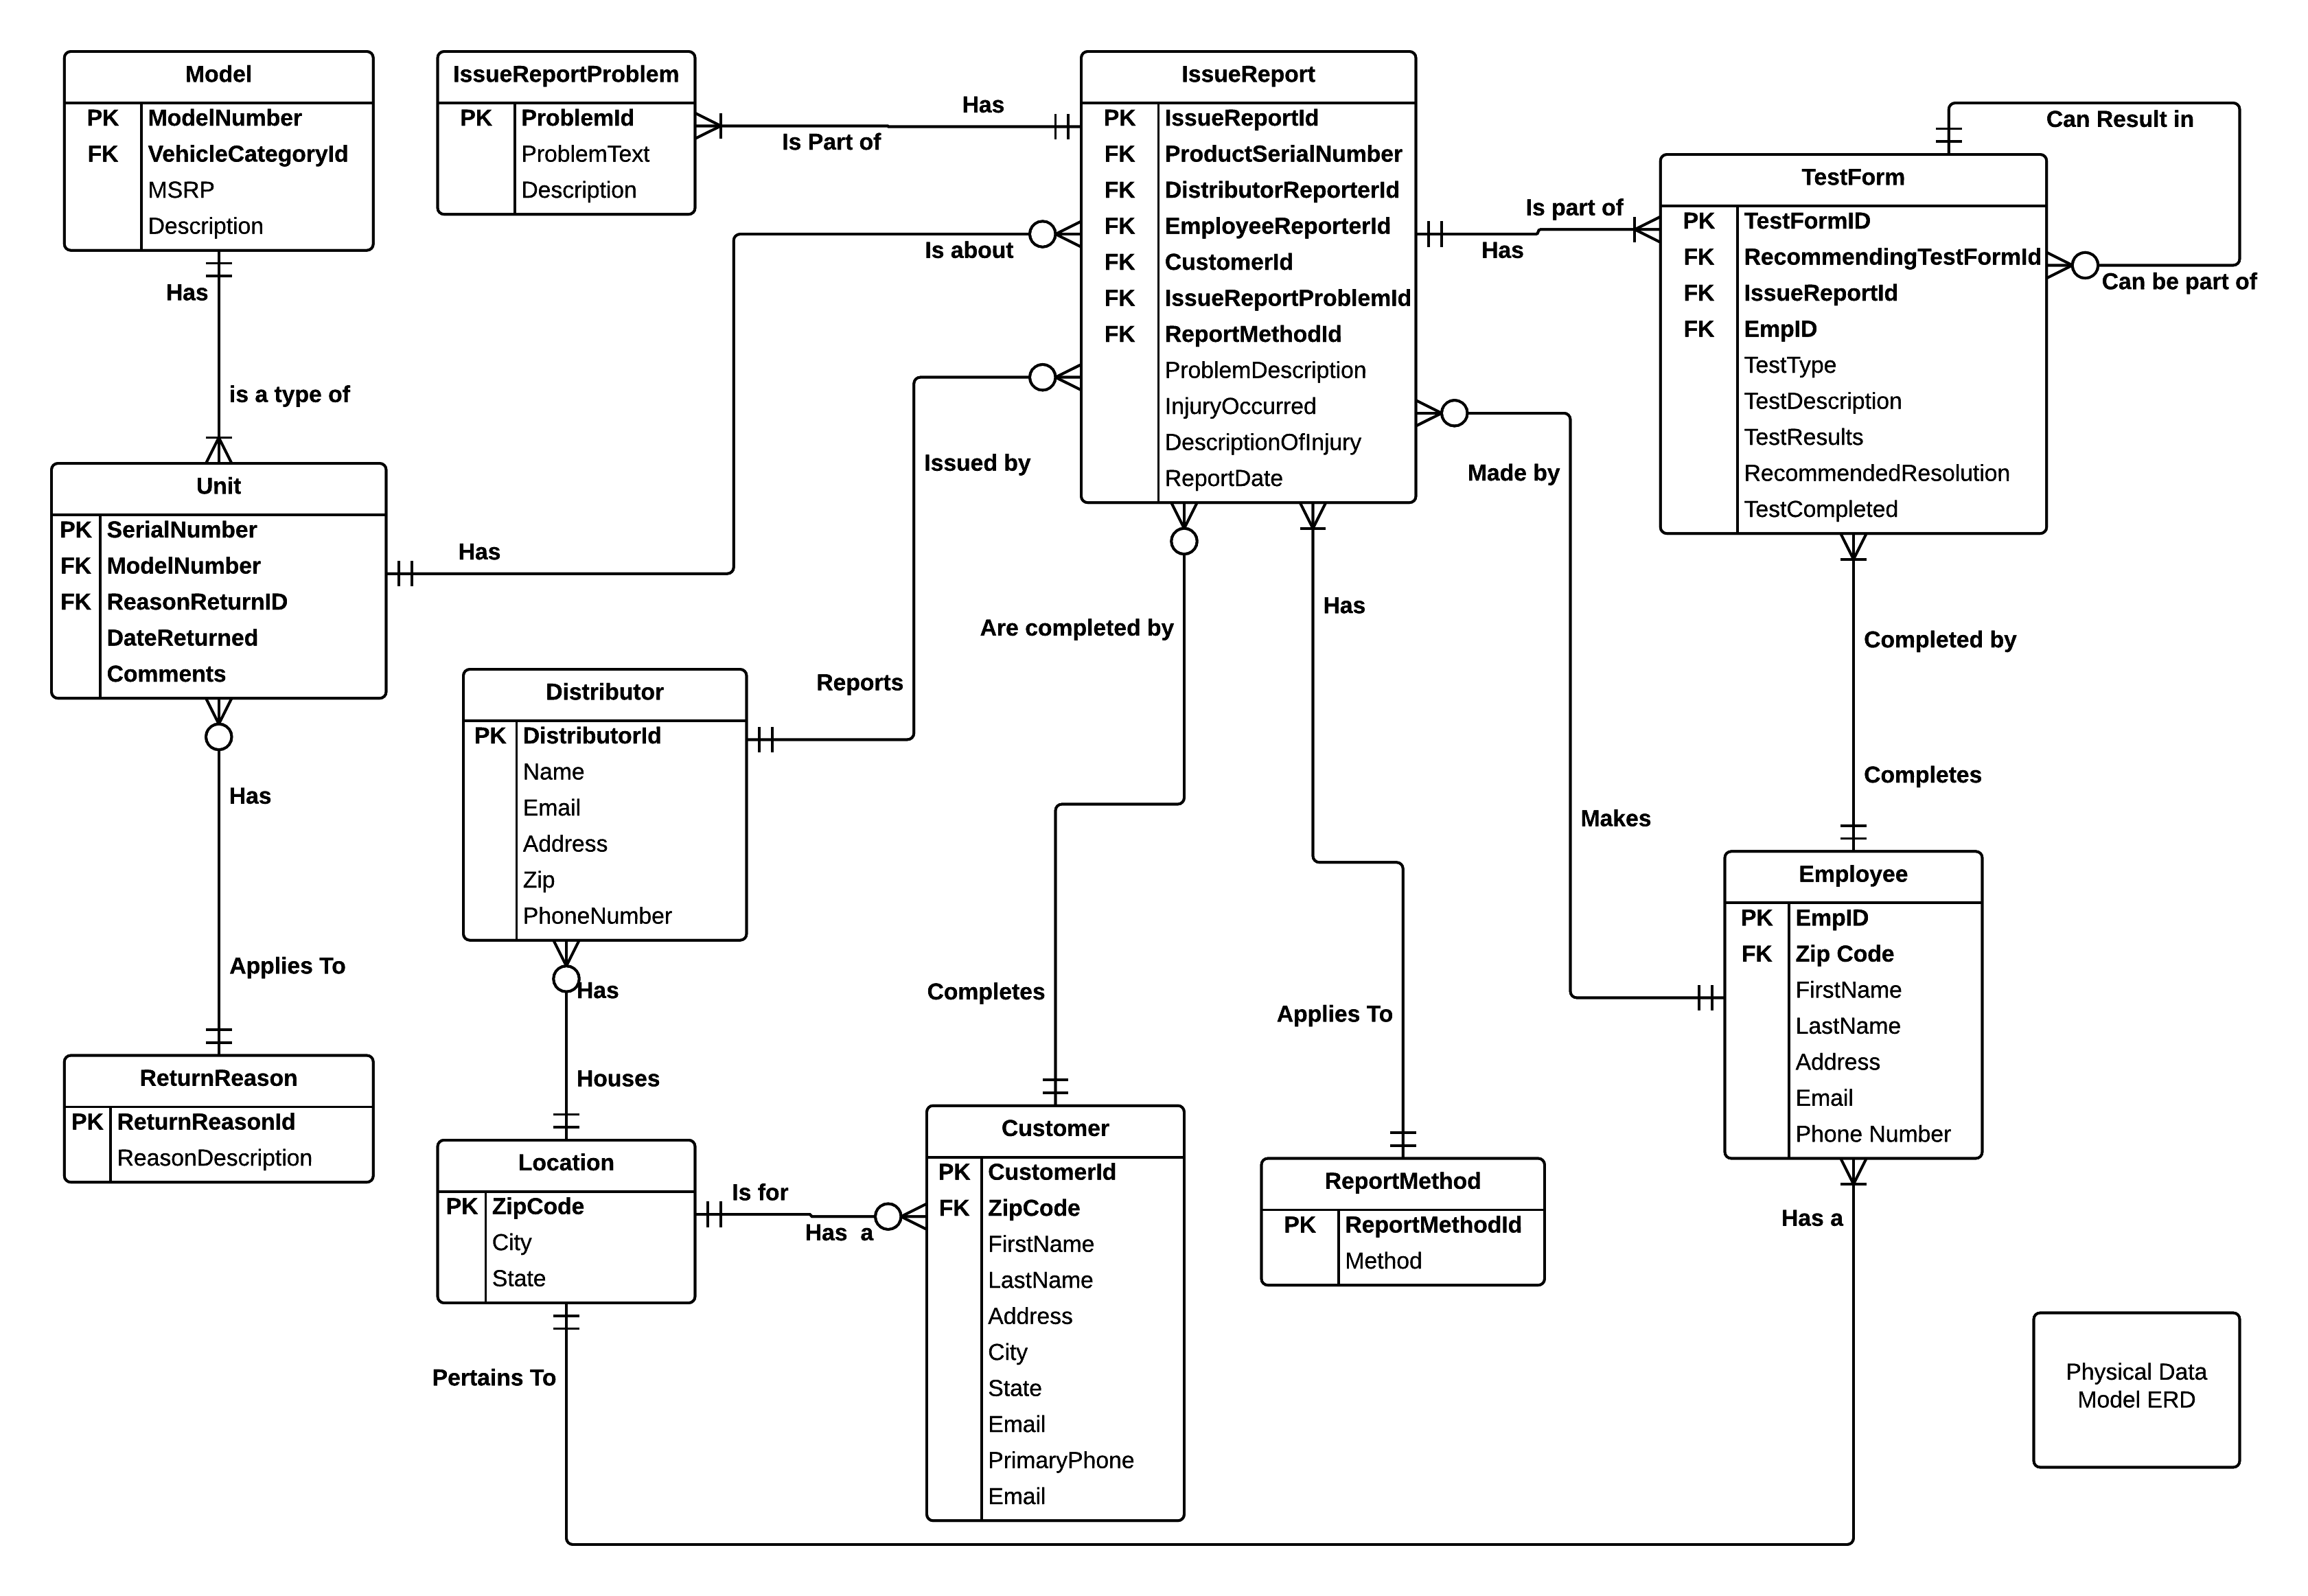 Model
PK ModelNumber
FK VehicleCategoryId
MSRP
Description
Has
is a type of
IssueReportProblem
PK ProblemId
ProblemText
Description
Has
Is Part of
IssueReport
PK IssueReportId
FK ProductSerialNumber
FK DistributorReporterId
FK EmployeeReporterId
FK CustomerId
FK IssueReportProblemId
FK ReportMethodId
ProblemDescription
InjuryOccurred
DescriptionOfInjury
ReportDate
Is about
Issued by
Is part of
Has
Can Result in
TestForm
PK TestFormID
FK RecommendingTestFormId
FK IssueReportId
FK EmpID
TestType
TestDescription
TestResults
RecommendedResolution
TestCompleted
Can be part of
Made by
Unit
PK SerialNumber
FK ModelNumber
FK ReasonReturnID
DateReturned
Comments
Has
Has
Applies To
Distributor
PK DistributorId
Name
Email
Address
Zip
PhoneNumber
Reports
Are completed by
Has
Completed by
Completes
Makes
Has
Houses
Completes
Applies To
Employee
PK EmpID
FK Zip Code
FirstName
LastName
Address
Email
Phone Number
Has a
ReturnReason
PK ReturnReasonId
ReasonDescription
Location
PK ZipCode
City
State
Is for
Has a
Pertains To
Customer
PK CustomerId
FK ZipCode
FirstName
LastName
Address
City
State
Email
PrimaryPhone
Email
ReportMethod
PK ReportMethodId
Method
Physical Data
Model ERD